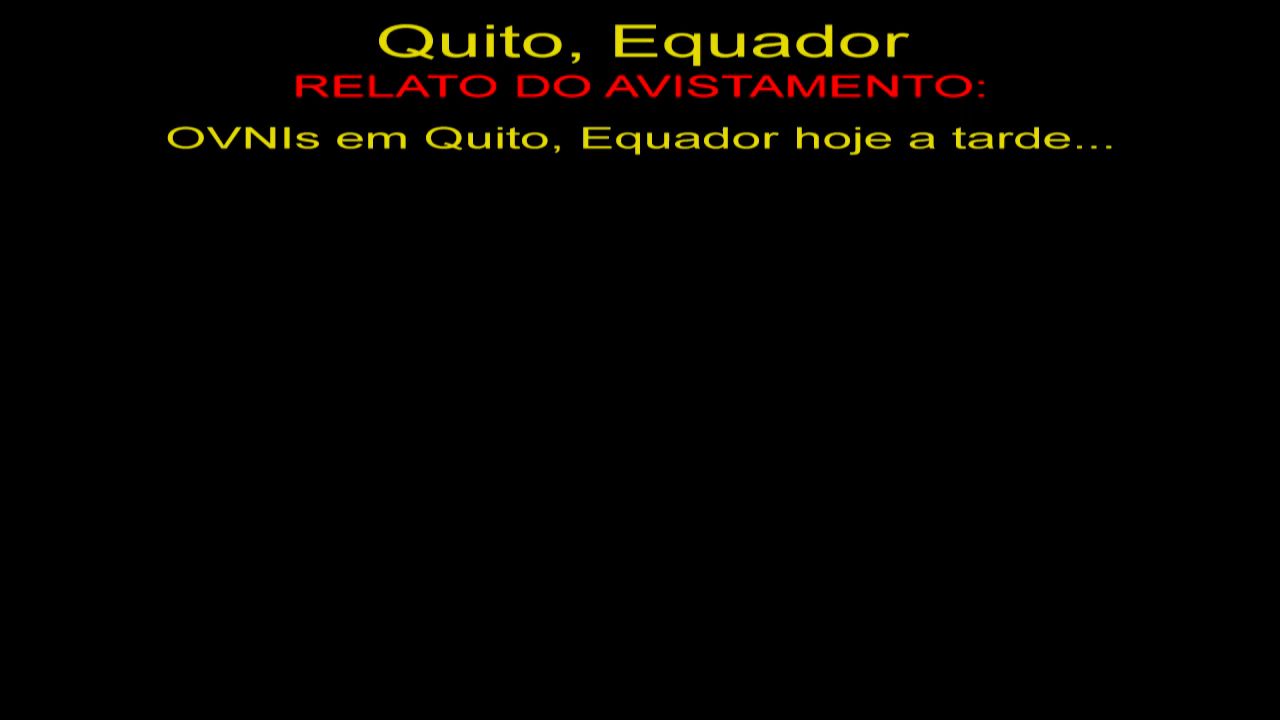 Quito, Equador
RELATO DO AVISTAMENTO:
OVNIs em Quito, Equador hoje a tarde...